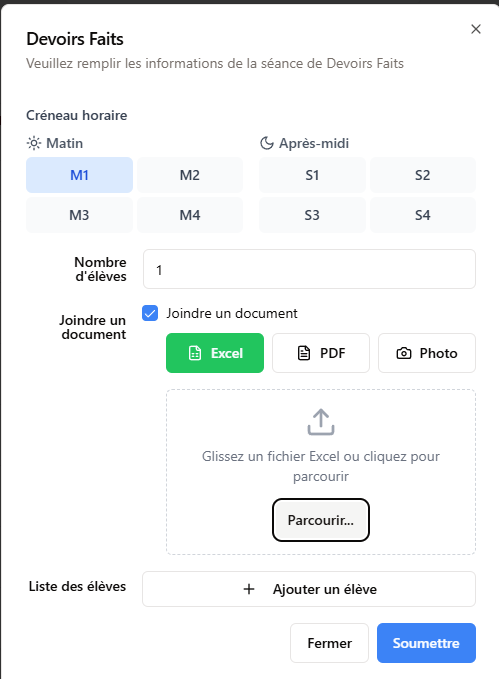 Devoirs Faits
Veuillez remplir les informations de la séance de Devoirs Faits
Créneau horaire
Matin
Après-midi
M1
M2
S1
S2
M3
M4
S3
S4
Nombre
d'élèves
1
Joindre un
document
Joindre un document
Excel
PDF
Photo
Glissez un fichier Excel ou cliquez pour
parcourir
Parcourir...
Liste des élèves
+ Ajouter un élève
Fermer
Soumettre